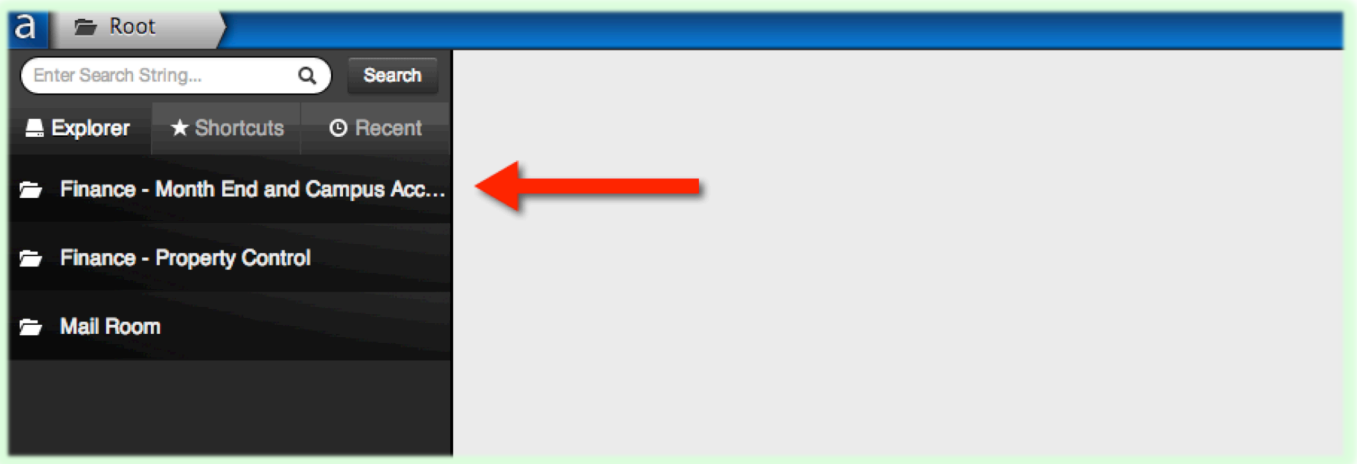 a Root
Enter Search String... Search
Explorer Shortcuts Recent
Finance - Month End and Campus Acc...
Finance - Property Control
Mail Room